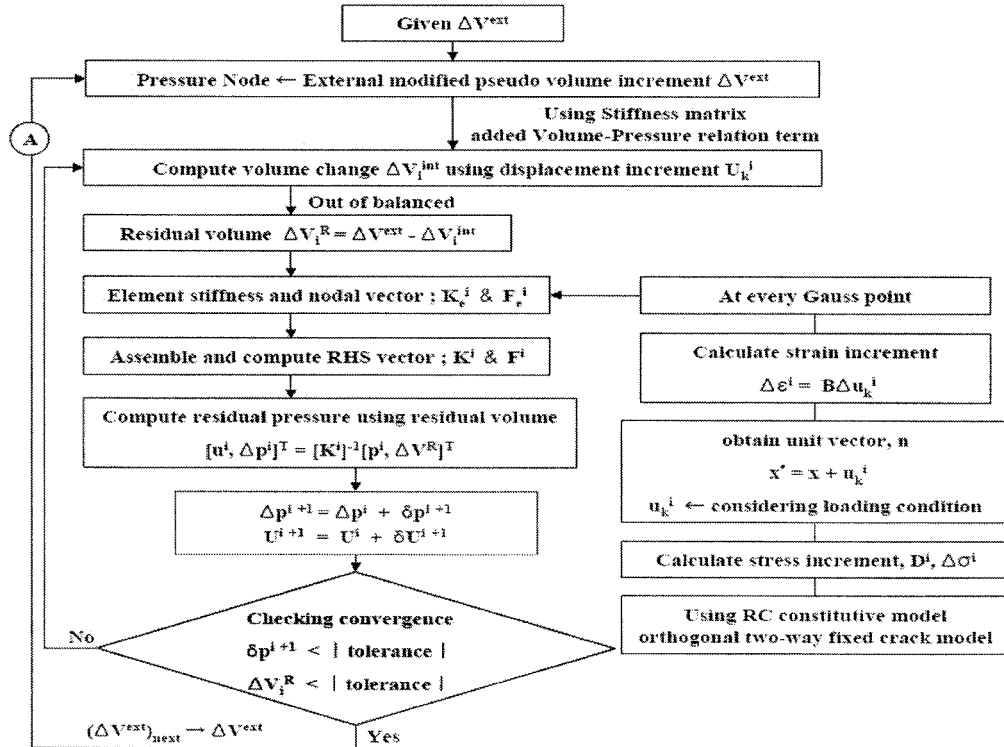 Given ΔV^ext
Pressure Node ← External modified pseudo volume increment ΔV^ext
Using Stiffness matrix
added Volume-Pressure relation term
A
Compute volume change ΔV_i^int using displacement increment U_k^i
Out of balanced
Residual volume ΔV_i^R = ΔV^ext - ΔV_i^int
Element stiffness and nodal vector ; K_e^i & F_e^i
Assemble and compute RHS vector ; K^i & F^i
Compute residual pressure using residual volume
[u^i, Δp^i]^T = [K^i]^-1[p^i, ΔV^R]^T
Δp^i+1 = Δp^i + δp^i+1
U^i+1 = U^i + δU^i+1
Checking convergence
δp^i+1 < | tolerance |
ΔV_i^R < | tolerance |
No
Yes
(ΔV^ext)_next → ΔV^ext
At every Gauss point
Calculate strain increment
Δε^i = BΔu_k^i
obtain unit vector, n
x* = x + u_k^i
u_k^i ← considering loading condition
Calculate stress increment, D^i, Δσ^i
Using RC constitutive model
orthogonal two-way fixed crack model